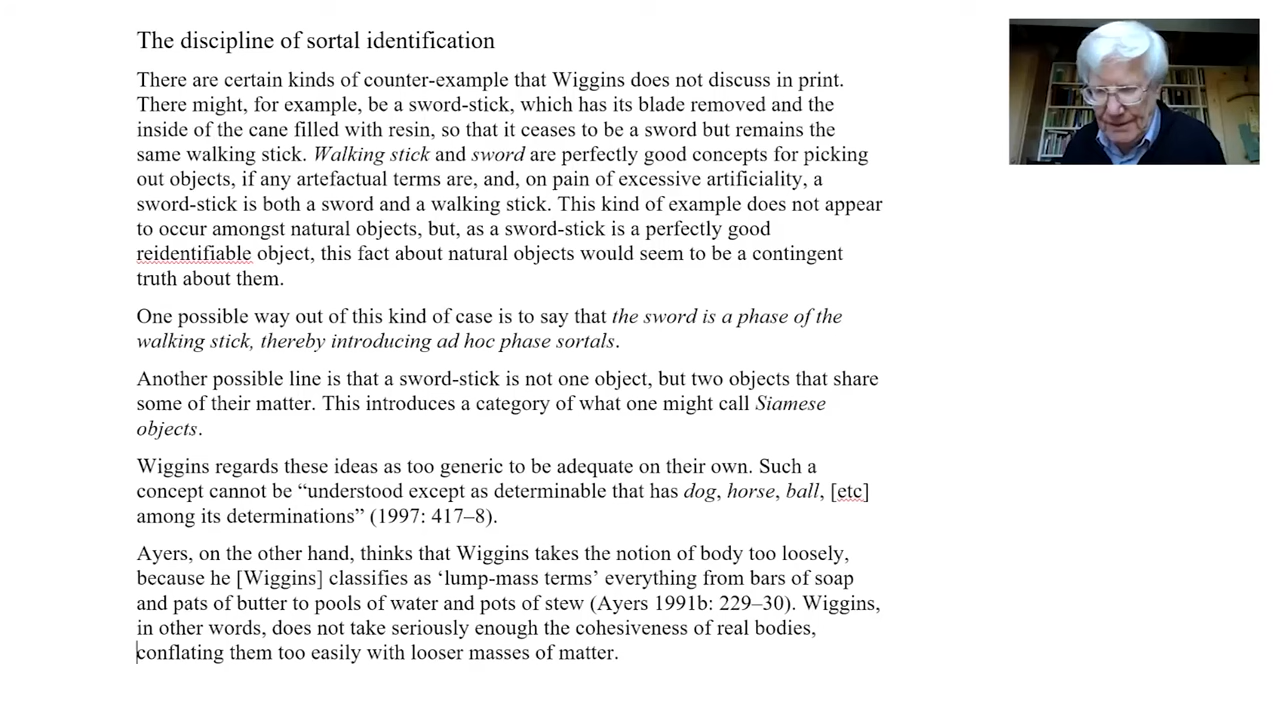 The discipline of sortal identification
There are certain kinds of counter-example that Wiggins does not discuss in print.
There might, for example, be a sword-stick, which has its blade removed and the
inside of the cane filled with resin, so that it ceases to be a sword but remains the
same walking stick. Walking stick and sword are perfectly good concepts for picking
out objects, if any artefactual terms are, and, on pain of excessive artificiality, a
sword-stick is both a sword and a walking stick. This kind of example does not appear
to occur amongst natural objects, but, as a sword-stick is a perfectly good
reidentifiable object, this fact about natural objects would seem to be a contingent
truth about them.
One possible way out of this kind of case is to say that the sword is a phase of the
walking stick, thereby introducing ad hoc phase sortals.
Another possible line is that a sword-stick is not one object, but two objects that share
some of their matter. This introduces a category of what one might call Siamese
objects.
Wiggins regards these ideas as too generic to be adequate on their own. Such a
concept cannot be “understood except as determinable that has dog, horse, ball, [etc]
among its determinations” (1997: 417–8).
Ayers, on the other hand, thinks that Wiggins takes the notion of body too loosely,
because he [Wiggins] classifies as ‘lump-mass terms’ everything from bars of soap
and pats of butter to pools of water and pots of stew (Ayers 1991b: 229–30). Wiggins,
in other words, does not take seriously enough the cohesiveness of real bodies,
conflating them too easily with looser masses of matter.